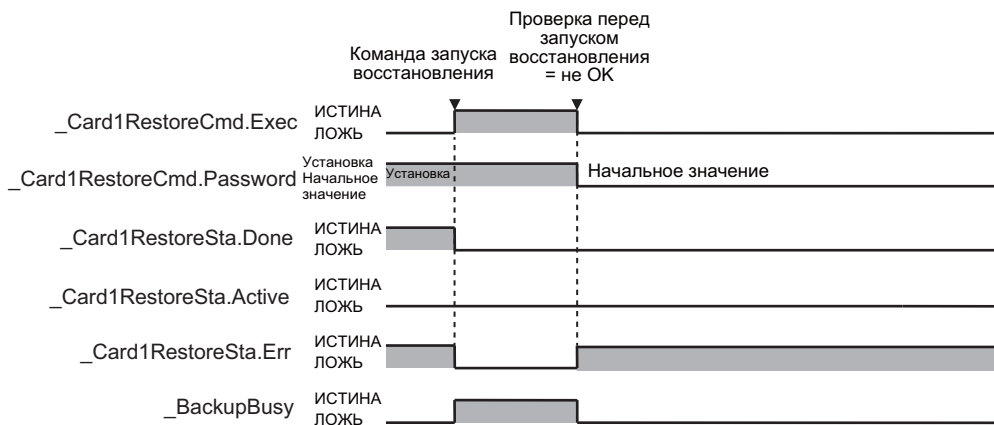 Команда запуска
восстановления
Проверка перед
запуском
восстановления
= не OK
_Card1RestoreCmd.Exec
ИСТИНА
ЛОЖЬ
_Card1RestoreCmd.Password
Установка
Начальное
значение
Установка
Начальное значение
_Card1RestoreSta.Done
ИСТИНА
ЛОЖЬ
_Card1RestoreSta.Active
ИСТИНА
ЛОЖЬ
_Card1RestoreSta.Err
ИСТИНА
ЛОЖЬ
_BackupBusy
ИСТИНА
ЛОЖЬ